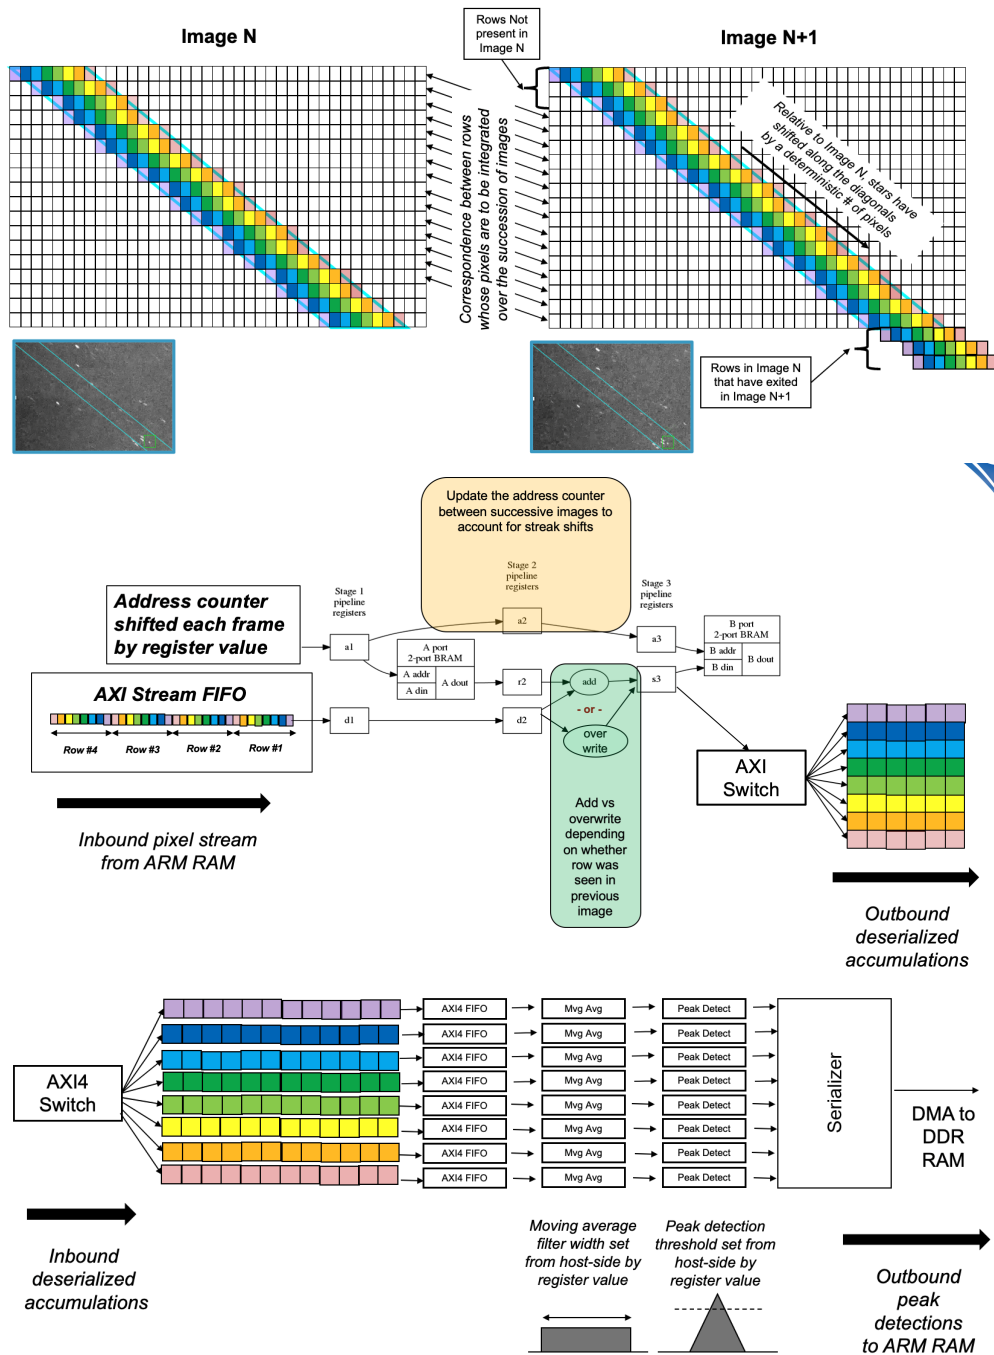 Image N
Rows Not
present in
Image N
Image N+1
Correspondence between rows
whose pixels are to be integrated
over the succession of images
Relative to Image N, stars have
shifted along the diagonals
by a deterministic # of pixels
Rows in Image N
that have exited
in Image N+1
Update the address counter
between successive images to
account for streak shifts
Stage 1
pipeline
registers
Stage 2
pipeline
registers
Stage 3
pipeline
registers
Address counter
shifted each frame
by register value
a1
a2
a3
A port
2-port BRAM
A addr
A din
A dout
B port
2-port BRAM
B addr
B din
B dout
AXI Stream FIFO
Row #4
Row #3
Row #2
Row #1
d1
r2
d2
add
- or -
over
write
s3
AXI
Switch
Add vs
overwrite
depending
on whether
row was
seen in
previous
image
Inbound pixel stream
from ARM RAM
Outbound
deserialized
accumulations
AXI4
Switch
AXI4 FIFO
Mvg Avg
Peak Detect
AXI4 FIFO
Mvg Avg
Peak Detect
AXI4 FIFO
Mvg Avg
Peak Detect
AXI4 FIFO
Mvg Avg
Peak Detect
AXI4 FIFO
Mvg Avg
Peak Detect
AXI4 FIFO
Mvg Avg
Peak Detect
AXI4 FIFO
Mvg Avg
Peak Detect
AXI4 FIFO
Mvg Avg
Peak Detect
Serializer
DMA to
DDR
RAM
Inbound
deserialized
accumulations
Moving average
filter width set
from host-side by
register value
Peak detection
threshold set from
host-side by
register value
Outbound
peak
detections
to ARM RAM